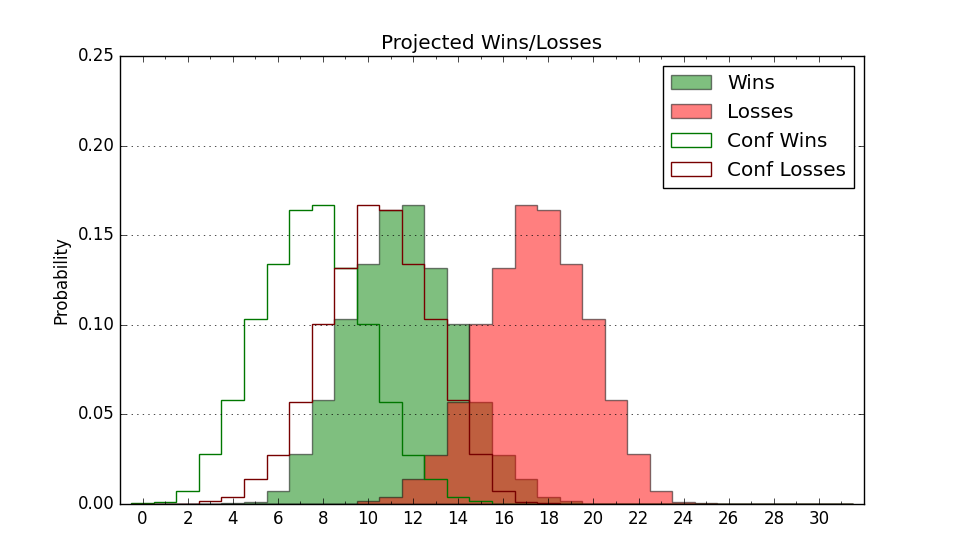 Projected Wins/Losses
0.25
0.20
0.15
0.10
0.05
0.00
Probability
Wins
Losses
Conf Wins
Conf Losses
0 2 4 6 8 10 12 14 16 18 20 22 24 26 28 30